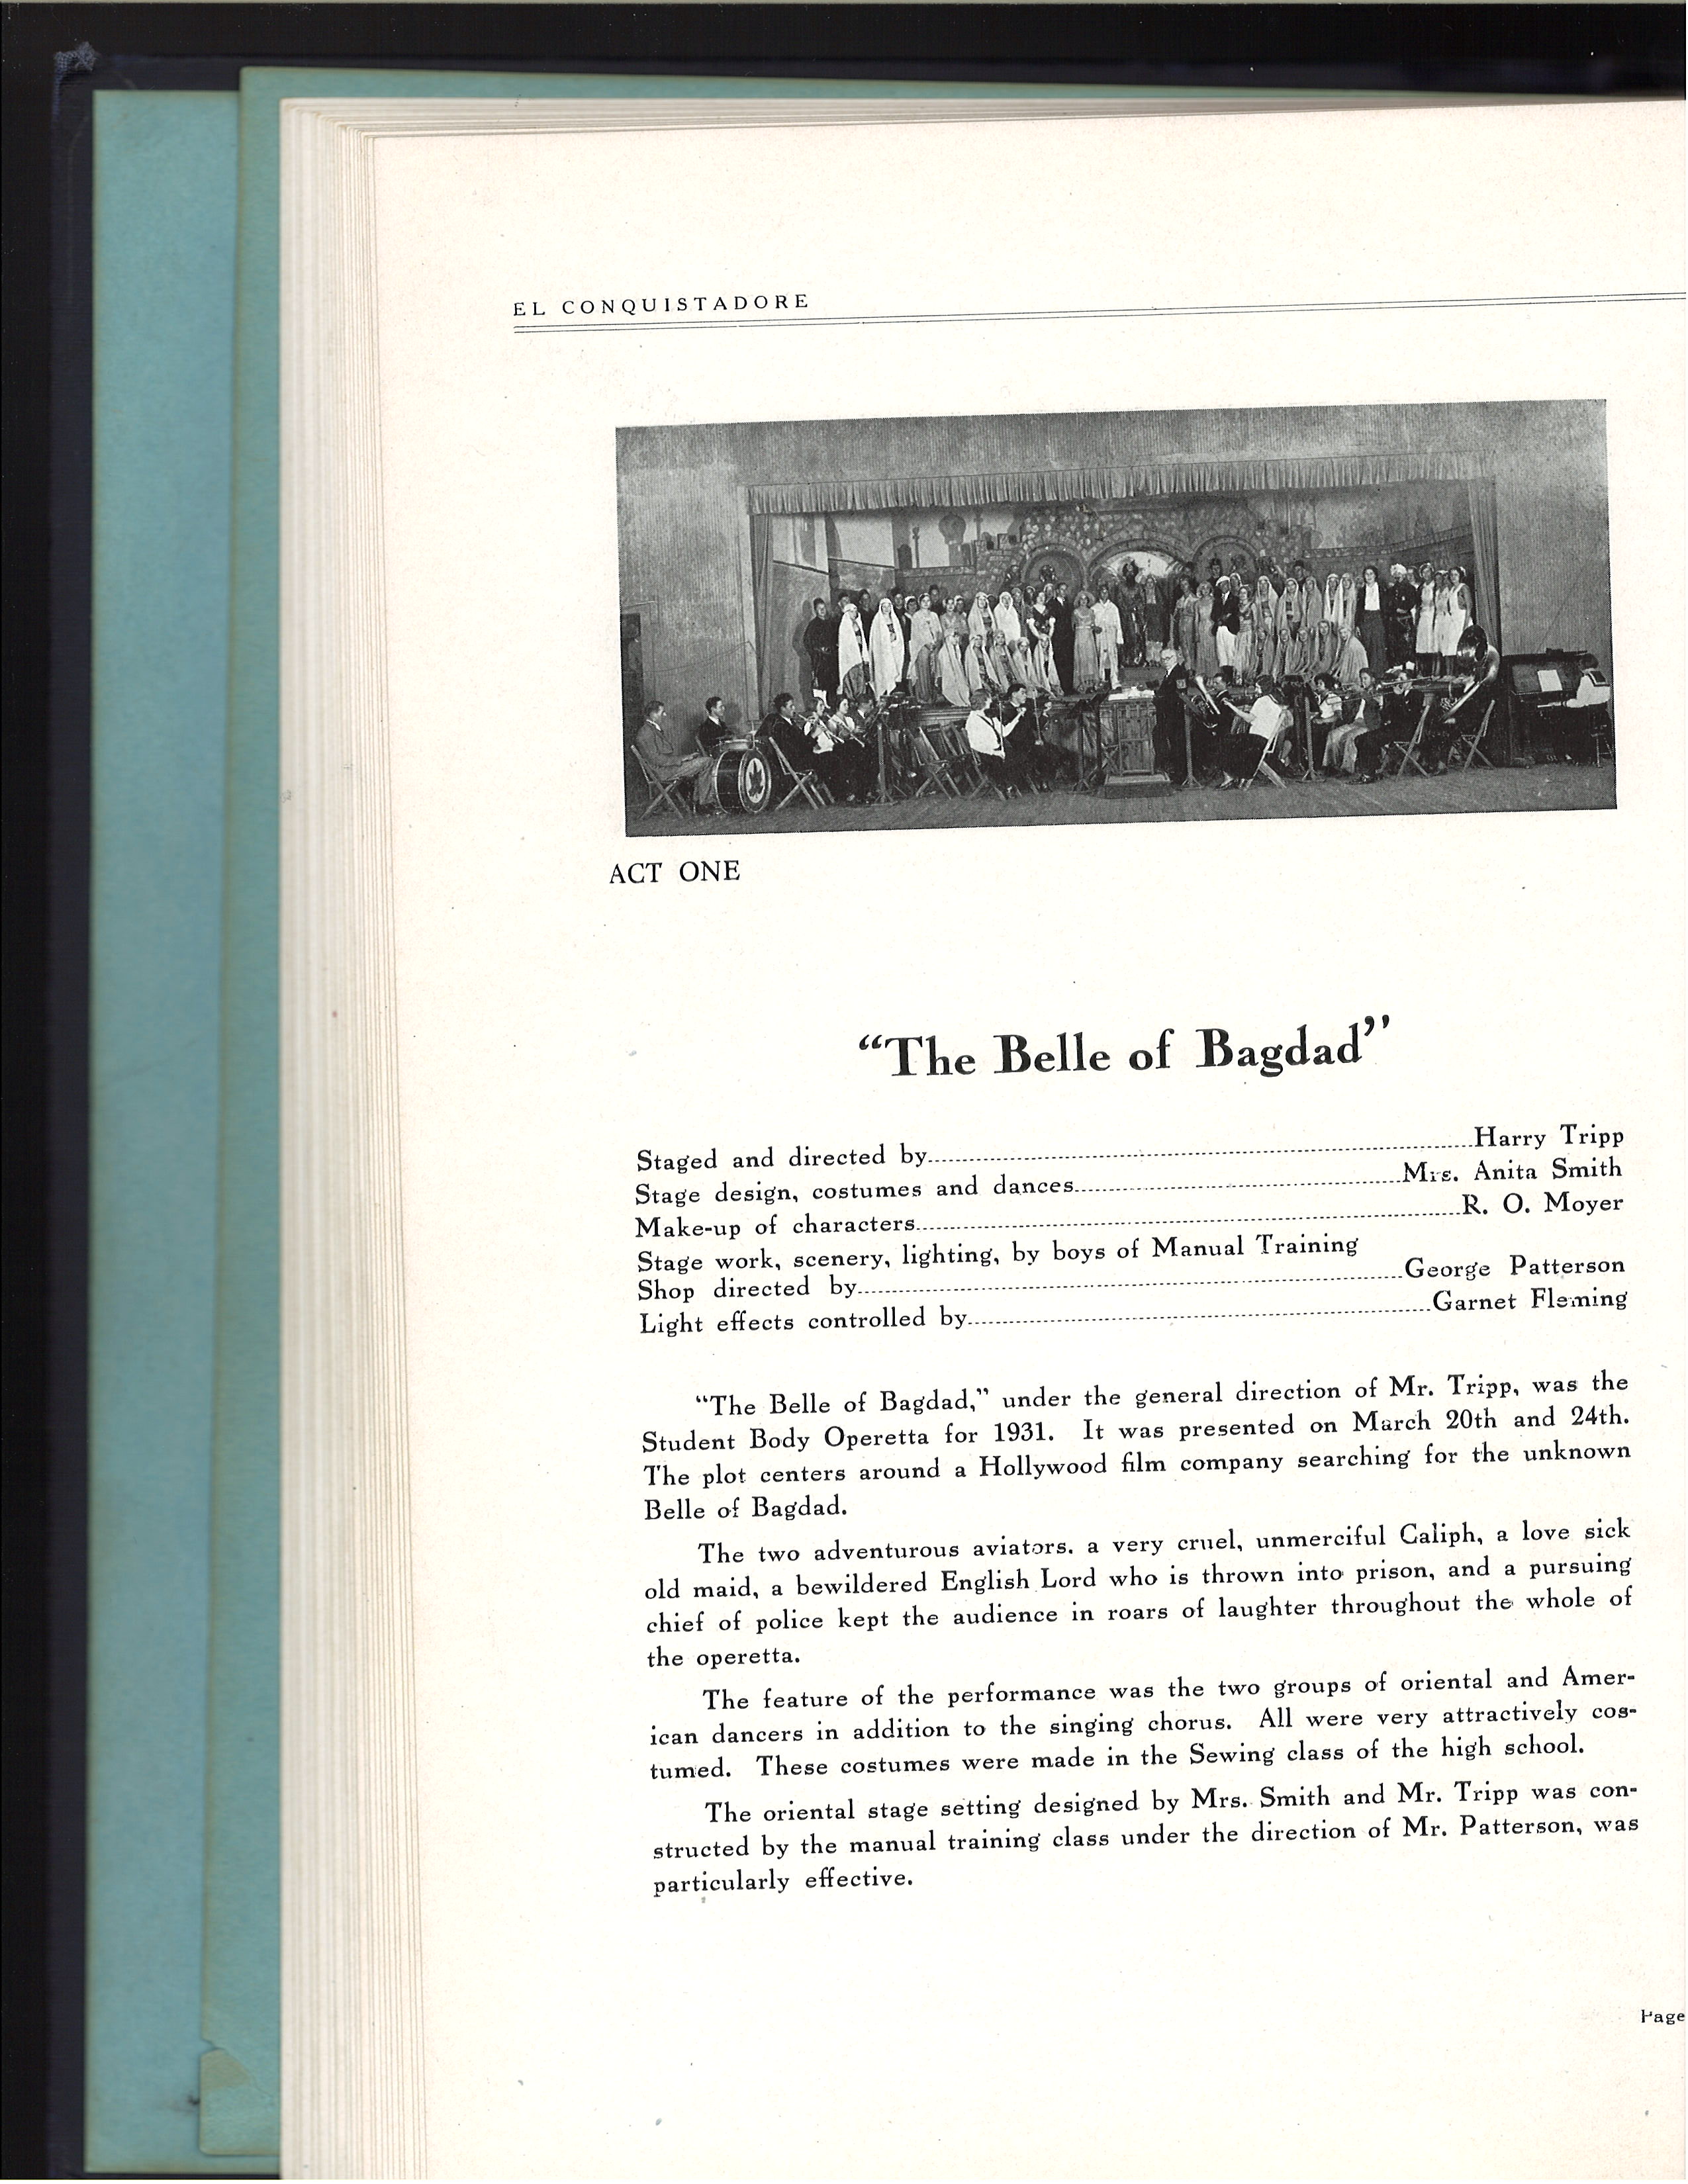 EL CONQUISTADORE
ACT ONE
“The Belle of Bagdad”
Staged and directed by........Harry Tripp
Stage design, costumes and dances........Mrs. Anita Smith
Make-up of characters........R. O. Moyer
Stage work, scenery, lighting, by boys of Manual Training
Shop directed by........George Patterson
Light effects controlled by........Garnet Fleming
“The Belle of Bagdad,” under the general direction of Mr. Tripp, was the
Student Body Operetta for 1931. It was presented on March 20th and 24th.
The plot centers around a Hollywood film company searching for the unknown
Belle of Bagdad.
The two adventurous aviators. a very cruel, unmerciful Caliph, a love sick
old maid, a bewildered English Lord who is thrown into prison, and a pursuing
chief of police kept the audience in roars of laughter throughout the whole of
the operetta.
The feature of the performance was the two groups of oriental and Amer-
ican dancers in addition to the singing chorus. All were very attractively cos-
tumed. These costumes were made in the Sewing class of the high school.
The oriental stage setting designed by Mrs. Smith and Mr. Tripp was con-
structed by the manual training class under the direction of Mr. Patterson, was
particularly effective.
Page